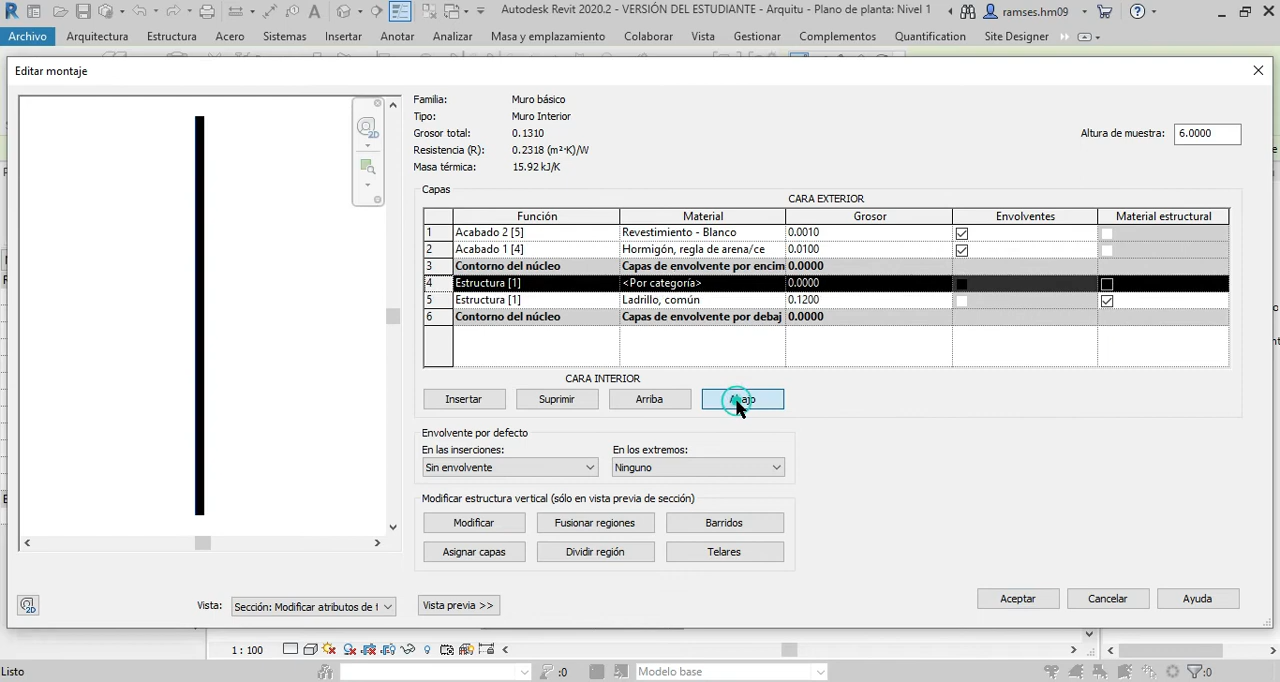 Autodesk Revit 2020.2 - VERSIÓN DEL ESTUDIANTE - Arquitu - Plano de planta: Nivel 1
ramses.hm09
Archivo Arquitectura Estructura Acero Sistemas Insertar Anotar Analizar Masa y emplazamiento Colaborar Vista Gestionar Complementos Quantification Site Designer
Editar montaje
Familia: Muro básico
Tipo: Muro Interior
Grosor total: 0.1310
Resistencia (R): 0.2318 (m²·K)/W
Masa térmica: 15.92 kJ/K
Altura de muestra: 6.0000
Capas
CARA EXTERIOR
Función Material Grosor Envolventes Material estructural
1 Acabado 2 [5] Revestimiento - Blanco 0.0010
2 Acabado 1 [4] Hormigón, regla de arena/ce 0.0100
3 Contorno del núcleo Capas de envolvente por encim 0.0000
4 Estructura [1] <Por categoría> 0.0000
5 Estructura [1] Ladrillo, común 0.1200
6 Contorno del núcleo Capas de envolvente por debaj 0.0000
CARA INTERIOR
Insertar Suprimir Arriba
Envolvente por defecto
En las inserciones: En los extremos:
Sin envolvente Ninguno
Modificar estructura vertical (sólo en vista previa de sección)
Modificar Fusionar regiones Barridos
Asignar capas Dividir región Telares
Vista: Sección: Modificar atributos de t Vista previa >>
Aceptar Cancelar Ayuda
1 : 100
Listo :0 Modelo base :0